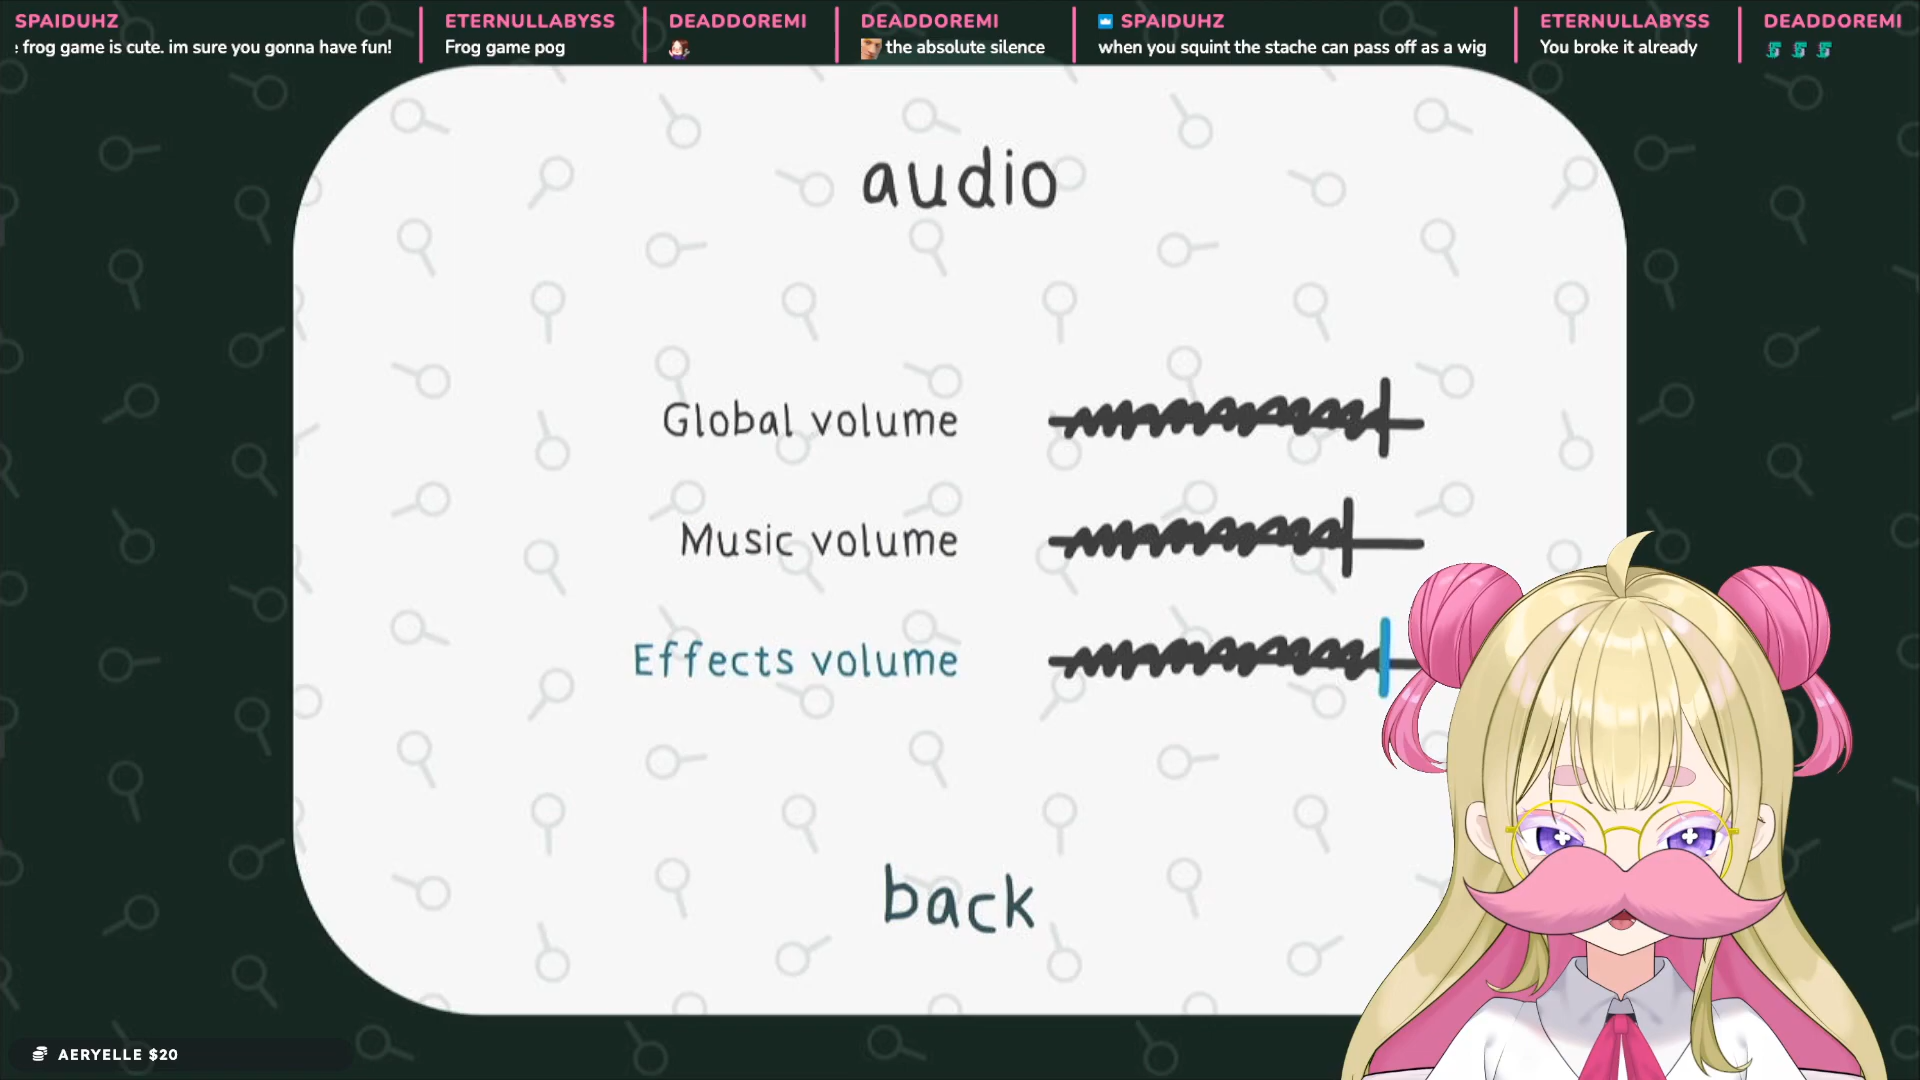 SPAIDUHZ
: frog game is cute. im sure you gonna have fun!
ETERNULLABYSS
Frog game pog
DEADDOREMI
DEADDOREMI
the absolute silence
SPAIDUHZ
when you squint the stache can pass off as a wig
ETERNULLABYSS
You broke it already
DEADDOREMI
audio
Global volume
Music volume
Effects volume
back
AERYELLE $20